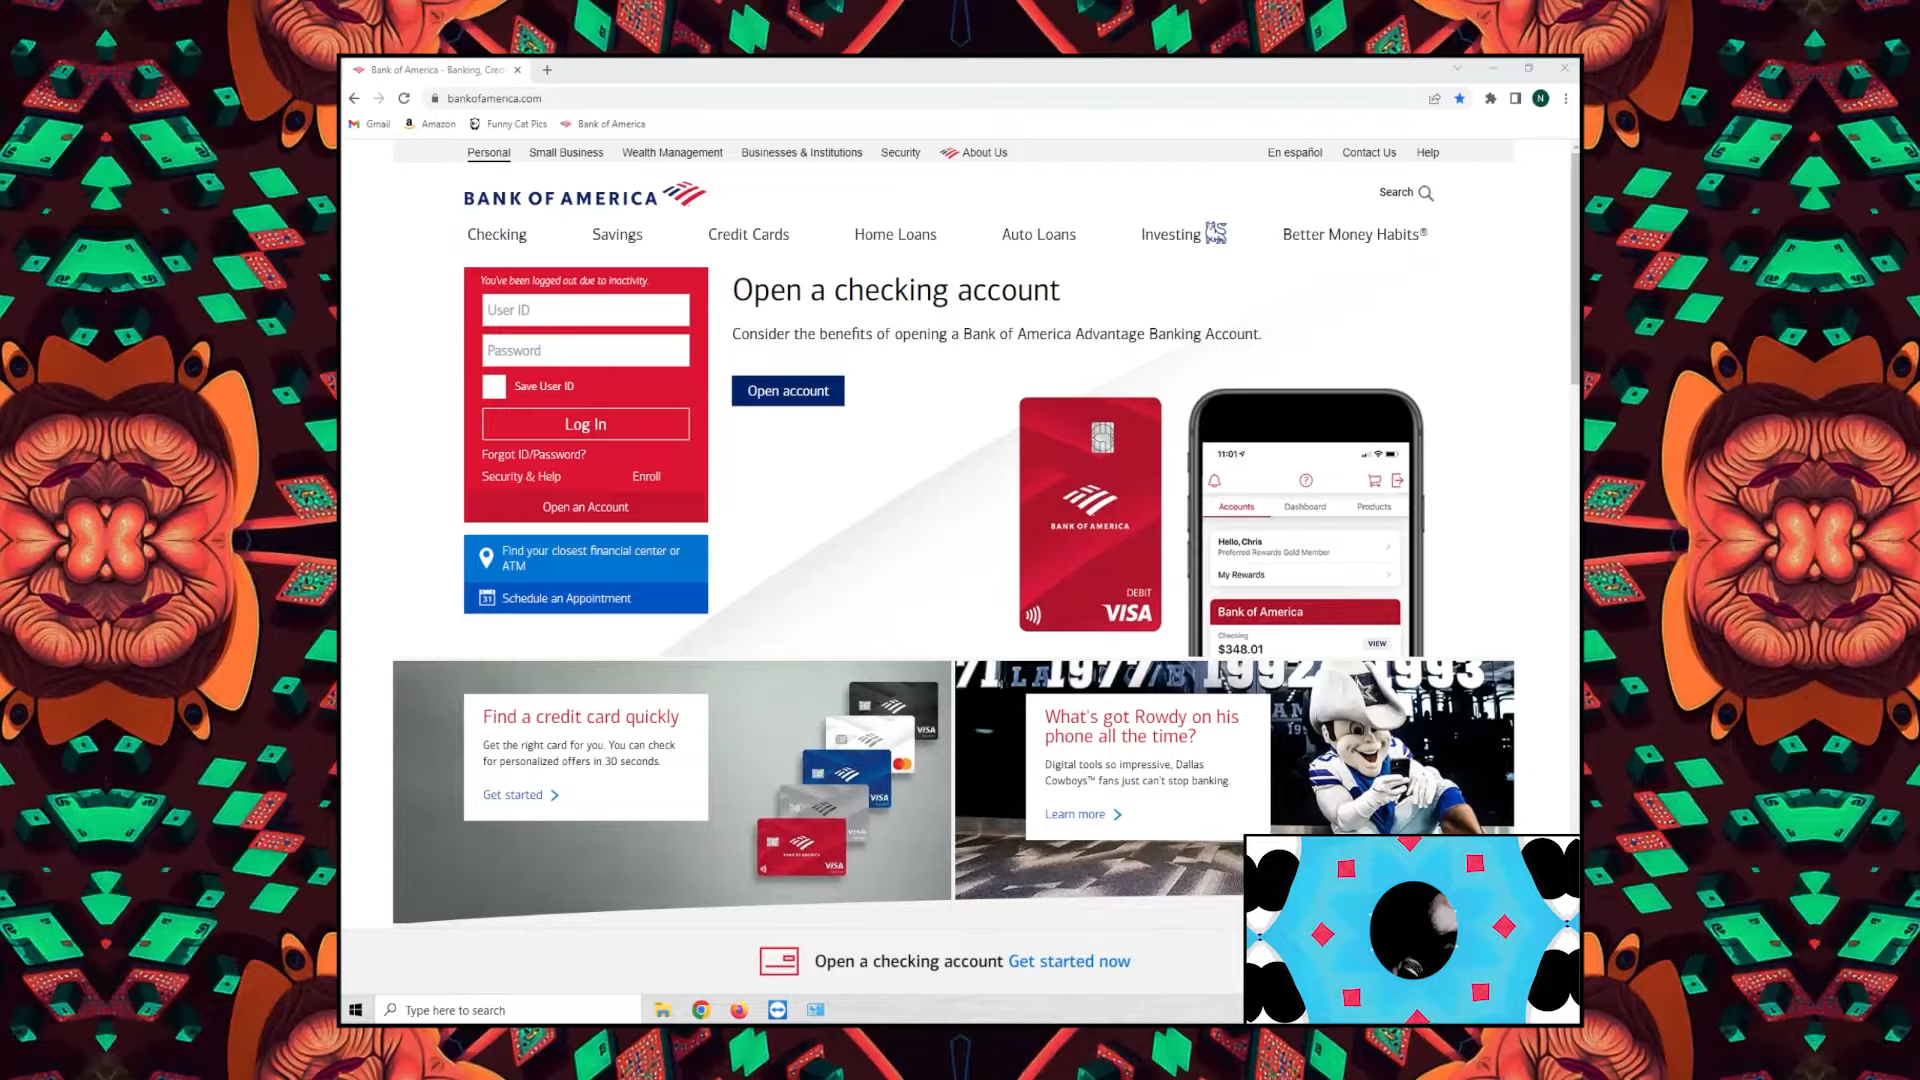 Bank of America - Banking, Cred
bankofamerica.com
N
Gmail
Amazon
Funny Cat Pics
Bank of America
Personal
Small Business
Wealth Management
Businesses & Institutions
Security
About Us
En español
Contact Us
Help
BANK OF AMERICA
Search
Checking
Savings
Credit Cards
Home Loans
Auto Loans
Investing
Better Money Habits®
You've been logged out due to inactivity.
User ID
Password
Save User ID
Log In
Forgot ID/Password?
Security & Help
Enroll
Open an Account
Find your closest financial center or
ATM
31
Schedule an Appointment
Open a checking account
Consider the benefits of opening a Bank of America Advantage Banking Account.
Open account
BANK OF AMERICA
DEBIT
VISA
11:01
Accounts
Dashboard
Products
Hello, Chris
Preferred Rewards Gold Member
My Rewards
Bank of America
Checking
$348.01
VIEW
Find a credit card quickly
Get the right card for you. You can check
for personalized offers in 30 seconds.
Get started
VISA
VISA
VISA
VISA
71
1977
1992
1993
What's got Rowdy on his
phone all the time?
Digital tools so impressive, Dallas
Cowboys™ fans just can't stop banking.
Learn more
Open a checking account Get started now
Type here to search